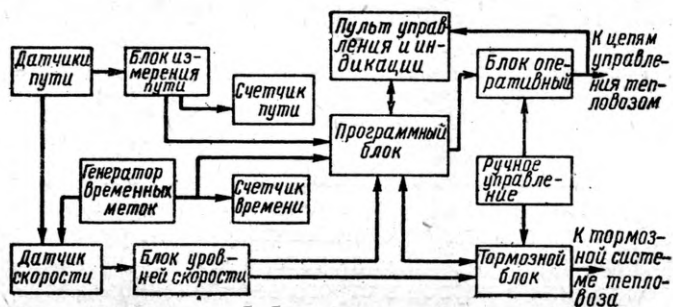 Датчики
пути
Блок из-
мерения
пути
Счетчик
пути
Пульт управ-
ления и ин-
дикации
Блок опе-
ративный
К цепям
управле-
ния теп-
ловозом
Программный
блок
Генератор
временных
меток
Счетчик
времени
Ручное
управле-
ние
Датчик
скорости
Блок уров-
ней скорости
Тормозной
блок
К тормоз-
ной систе-
ме тепло-
воза